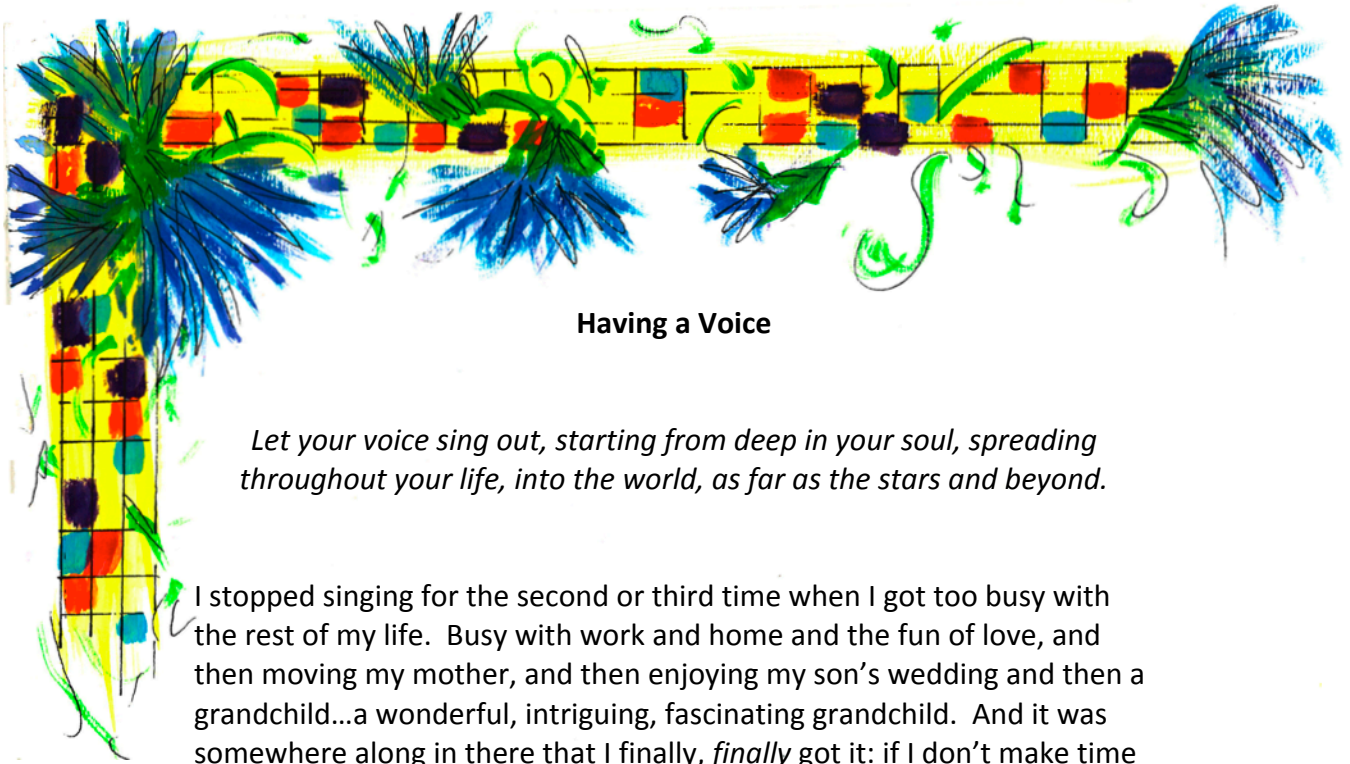 Having a Voice
Let your voice sing out, starting from deep in your soul, spreading
throughout your life, into the world, as far as the stars and beyond.
I stopped singing for the second or third time when I got too busy with
the rest of my life.  Busy with work and home and the fun of love, and
then moving my mother, and then enjoying my son’s wedding and then a
grandchild…a wonderful, intriguing, fascinating grandchild.  And it was
somewhere along in there that I finally, finally got it: if I don’t make time